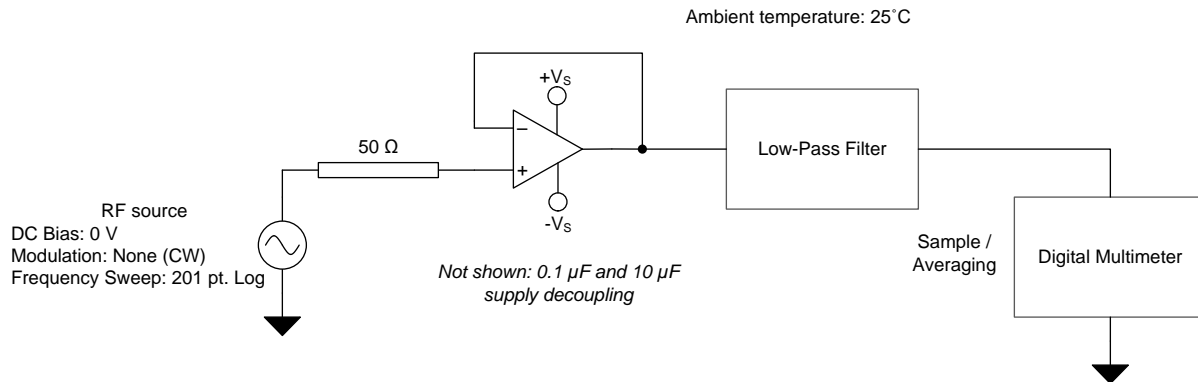 Ambient temperature: 25˚C
+VS
−
50 Ω
+
Low-Pass Filter
-VS
RF source
DC Bias: 0 V
Modulation: None (CW)
Frequency Sweep: 201 pt. Log
Not shown: 0.1 µF and 10 µF
supply decoupling
Sample /
Averaging
Digital Multimeter